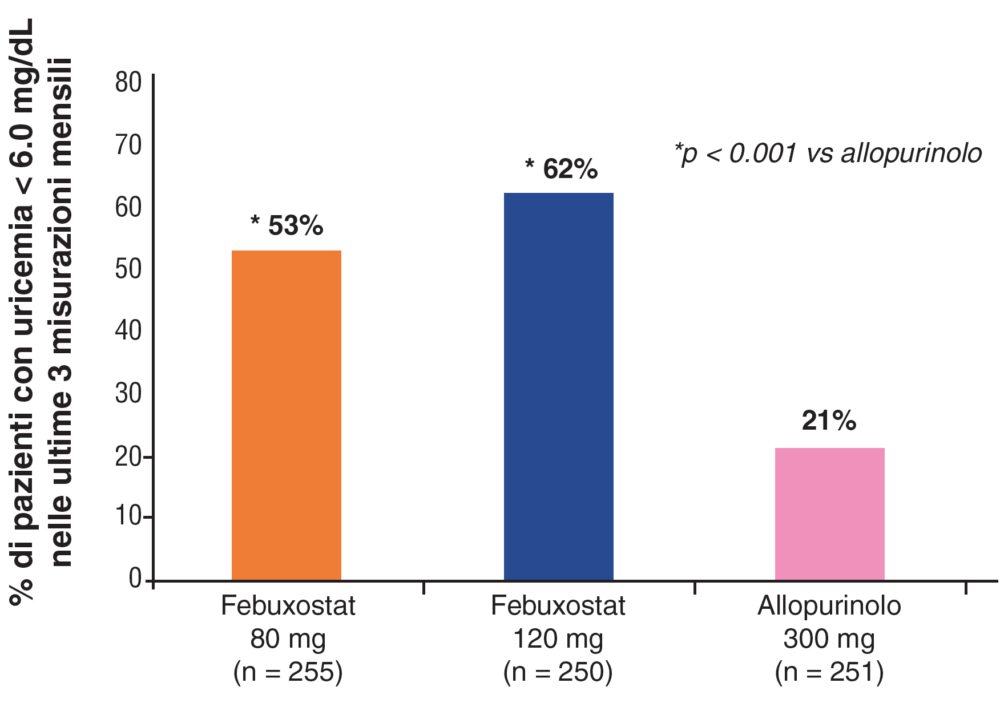 % di pazienti con uricemia < 6.0 mg/dL
nelle ultime 3 misurazioni mensili
80
70
60
50
40
30
20
10
0
* 53%
* 62%
21%
*p < 0.001 vs allopurinolo
Febuxostat
80 mg
(n = 255)
Febuxostat
120 mg
(n = 250)
Allopurinolo
300 mg
(n = 251)